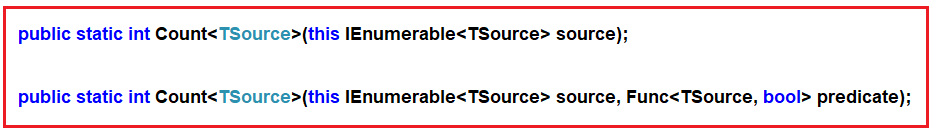 public static int Count<TSource>(this IEnumerable<TSource> source);
public static int Count<TSource>(this IEnumerable<TSource> source, Func<TSource, bool> predicate);